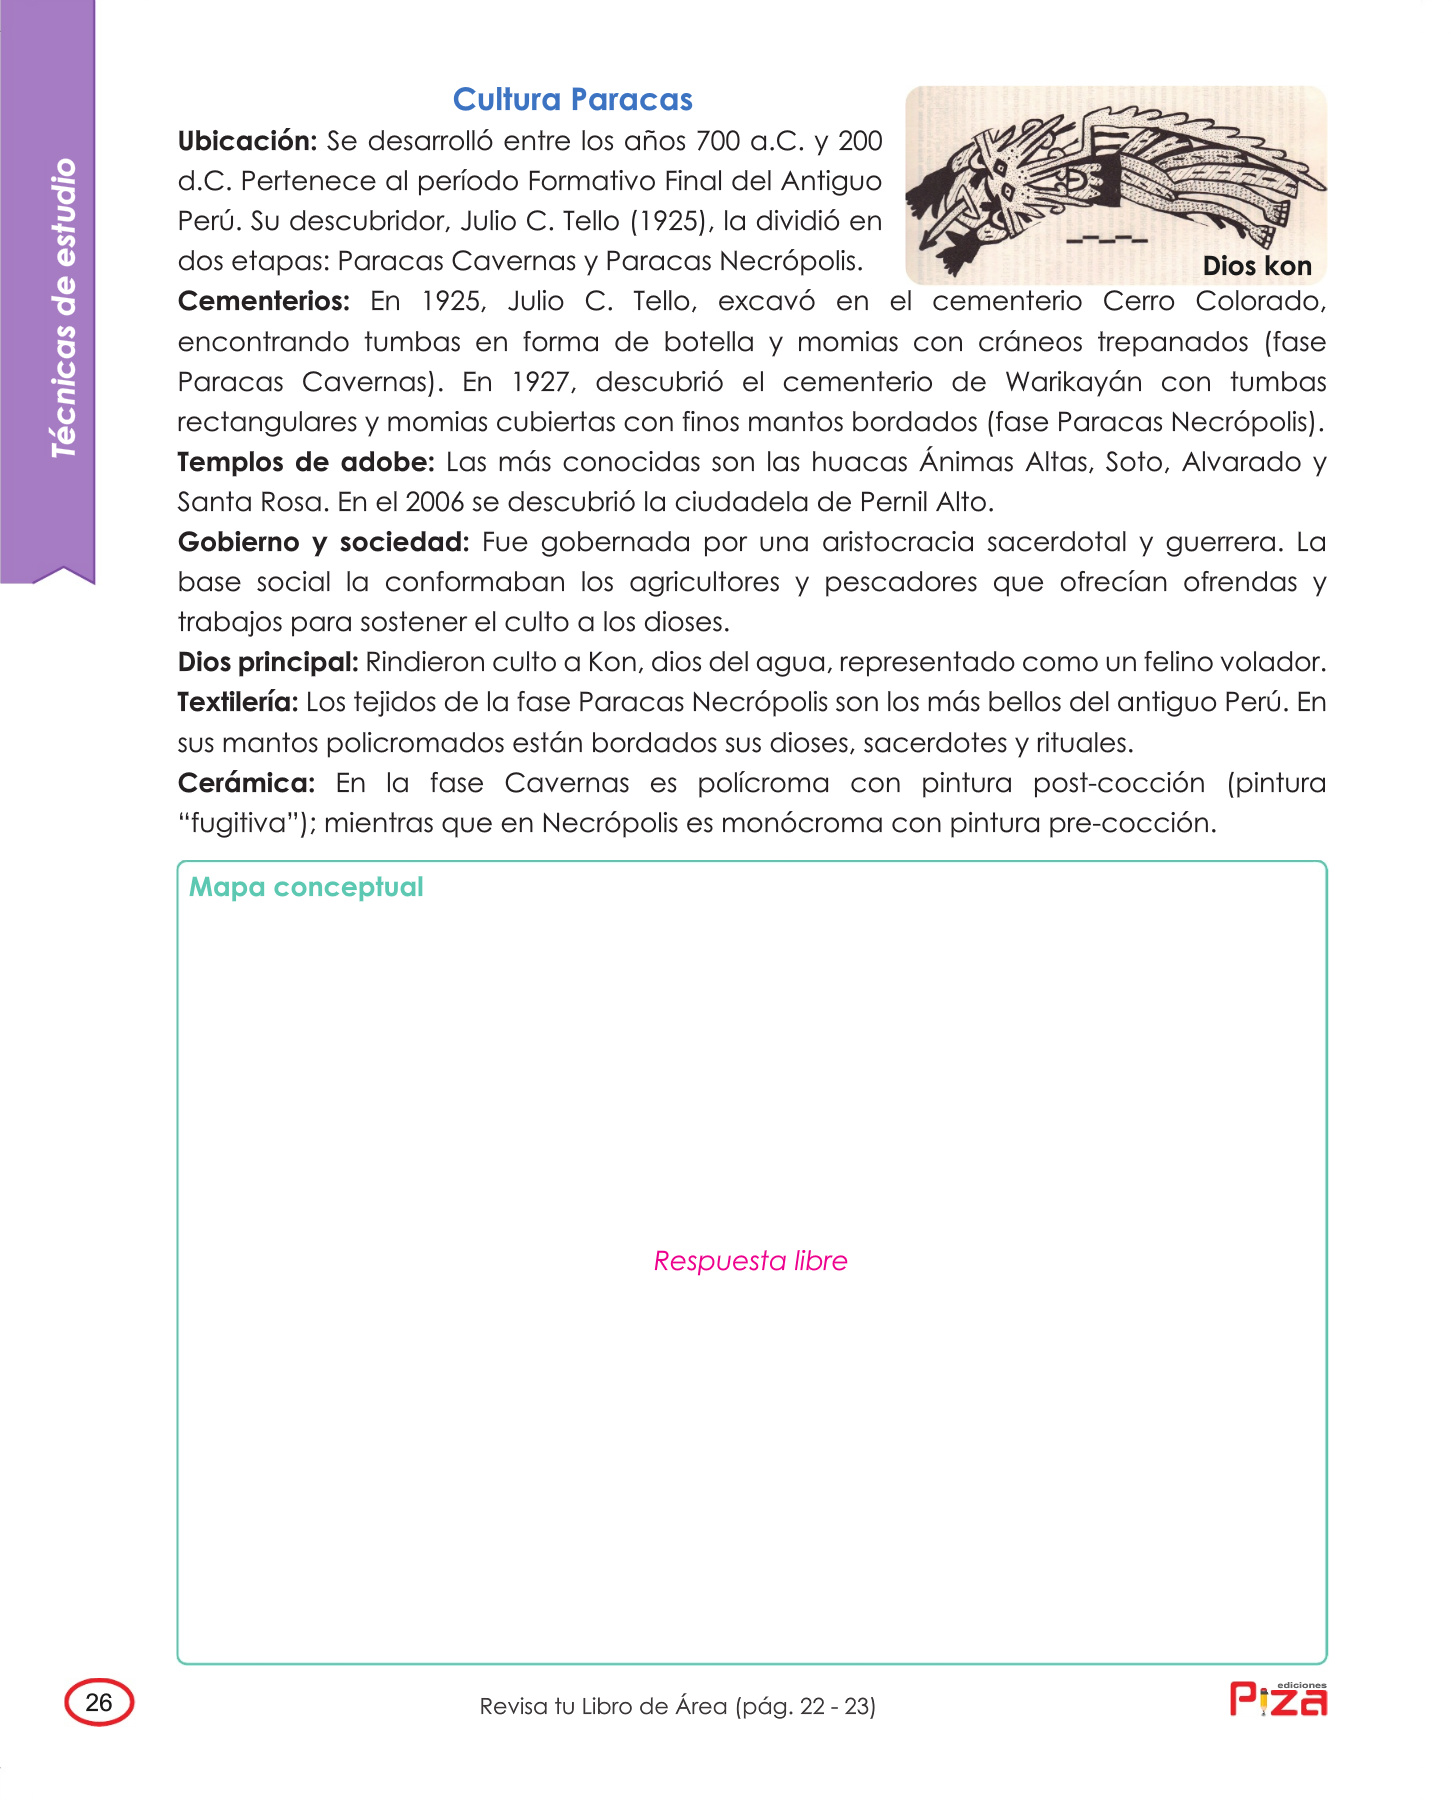 Técnicas de estudio
Cultura Paracas
Ubicación: Se desarrolló entre los años 700 a.C. y 200
d.C. Pertenece al período Formativo Final del Antiguo
Perú. Su descubridor, Julio C. Tello (1925), la dividió en
dos etapas: Paracas Cavernas y Paracas Necrópolis.
Dios kon
Cementerios: En 1925, Julio C. Tello, excavó en el cementerio Cerro Colorado,
encontrando tumbas en forma de botella y momias con cráneos trepanados (fase
Paracas Cavernas). En 1927, descubrió el cementerio de Warikayán con tumbas
rectangulares y momias cubiertas con finos mantos bordados (fase Paracas Necrópolis).
Templos de adobe: Las más conocidas son las huacas Ánimas Altas, Soto, Alvarado y
Santa Rosa. En el 2006 se descubrió la ciudadela de Pernil Alto.
Gobierno y sociedad: Fue gobernada por una aristocracia sacerdotal y guerrera. La
base social la conformaban los agricultores y pescadores que ofrecían ofrendas y
trabajos para sostener el culto a los dioses.
Dios principal: Rindieron culto a Kon, dios del agua, representado como un felino volador.
Textilería: Los tejidos de la fase Paracas Necrópolis son los más bellos del antiguo Perú. En
sus mantos policromados están bordados sus dioses, sacerdotes y rituales.
Cerámica: En la fase Cavernas es polícroma con pintura post-cocción (pintura
“fugitiva”); mientras que en Necrópolis es monócroma con pintura pre-cocción.
Mapa conceptual
Respuesta libre
26
Revisa tu Libro de Área (pág. 22 - 23)
ediciones
Piza